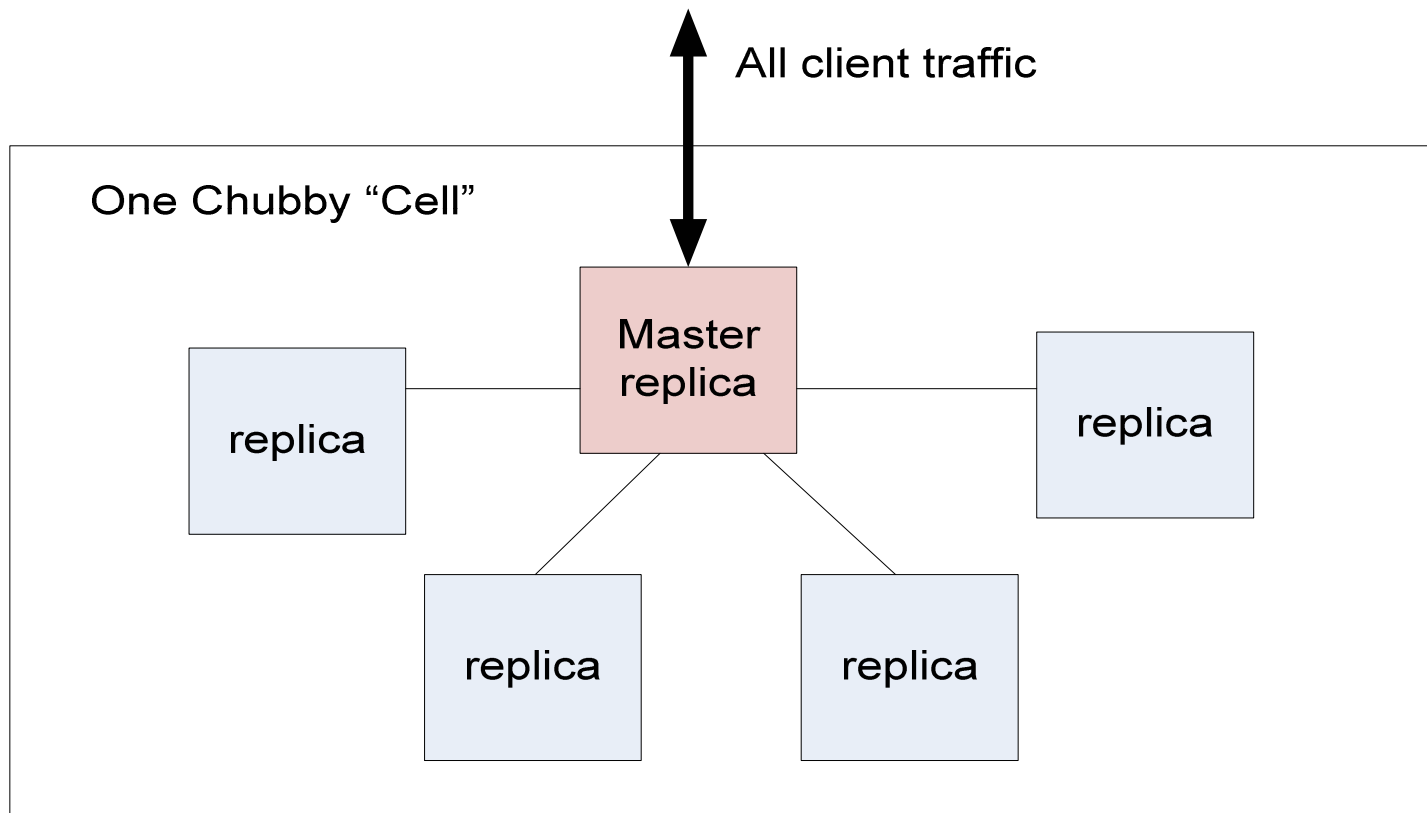 All client traffic
One Chubby “Cell”
Master
replica
replica
replica
replica
replica